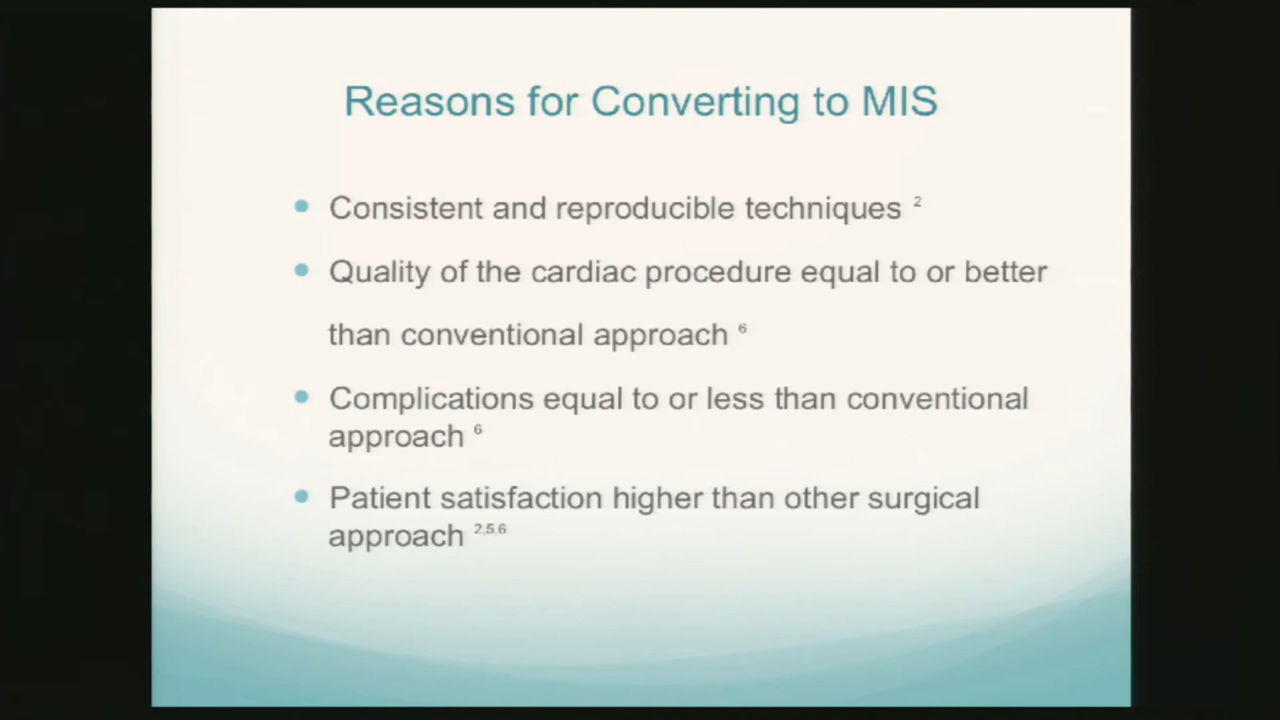 Reasons for Converting to MIS
• Consistent and reproducible techniques ²
• Quality of the cardiac procedure equal to or better
than conventional approach ⁶
• Complications equal to or less than conventional
approach ⁶
• Patient satisfaction higher than other surgical
approach ²,⁵,⁶